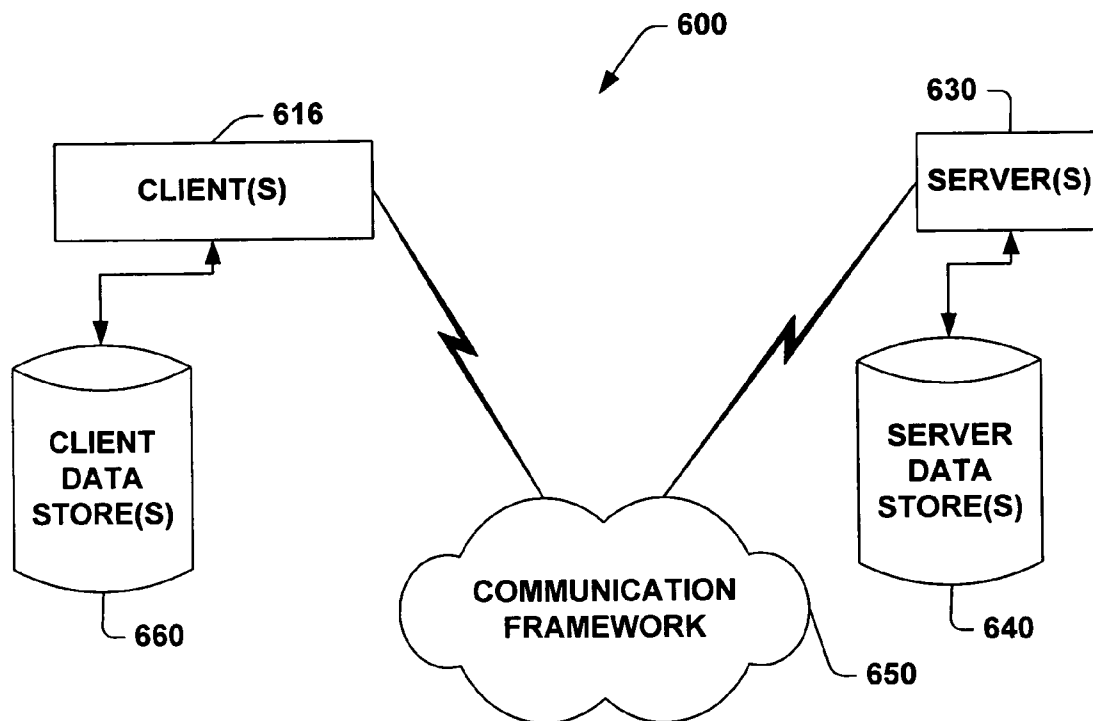 600
616
630
CLIENT(S)
SERVER(S)
CLIENT
DATA
STORE(S)
SERVER
DATA
STORE(S)
COMMUNICATION
FRAMEWORK
660
640
650